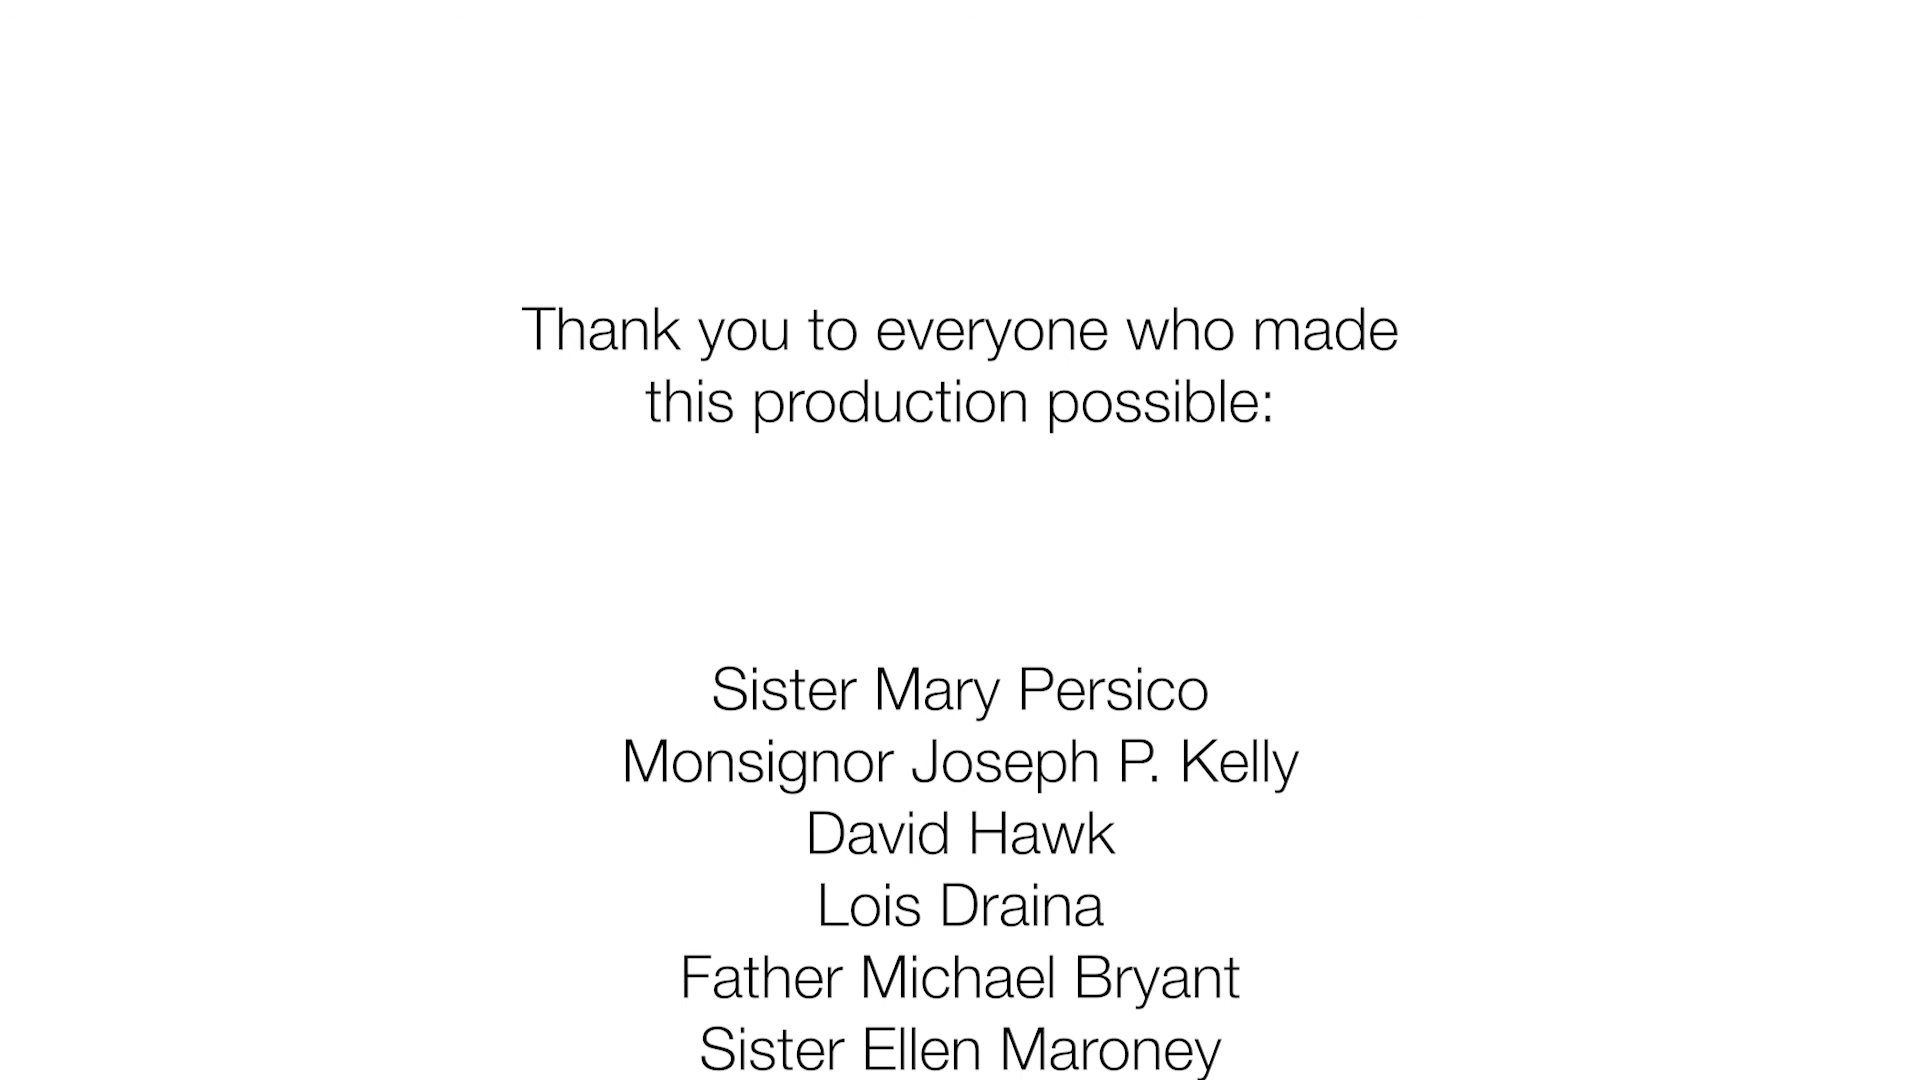 Thank you to everyone who made
this production possible:
Sister Mary Persico
Monsignor Joseph P. Kelly
David Hawk
Lois Draina
Father Michael Bryant
Sister Ellen Maroney